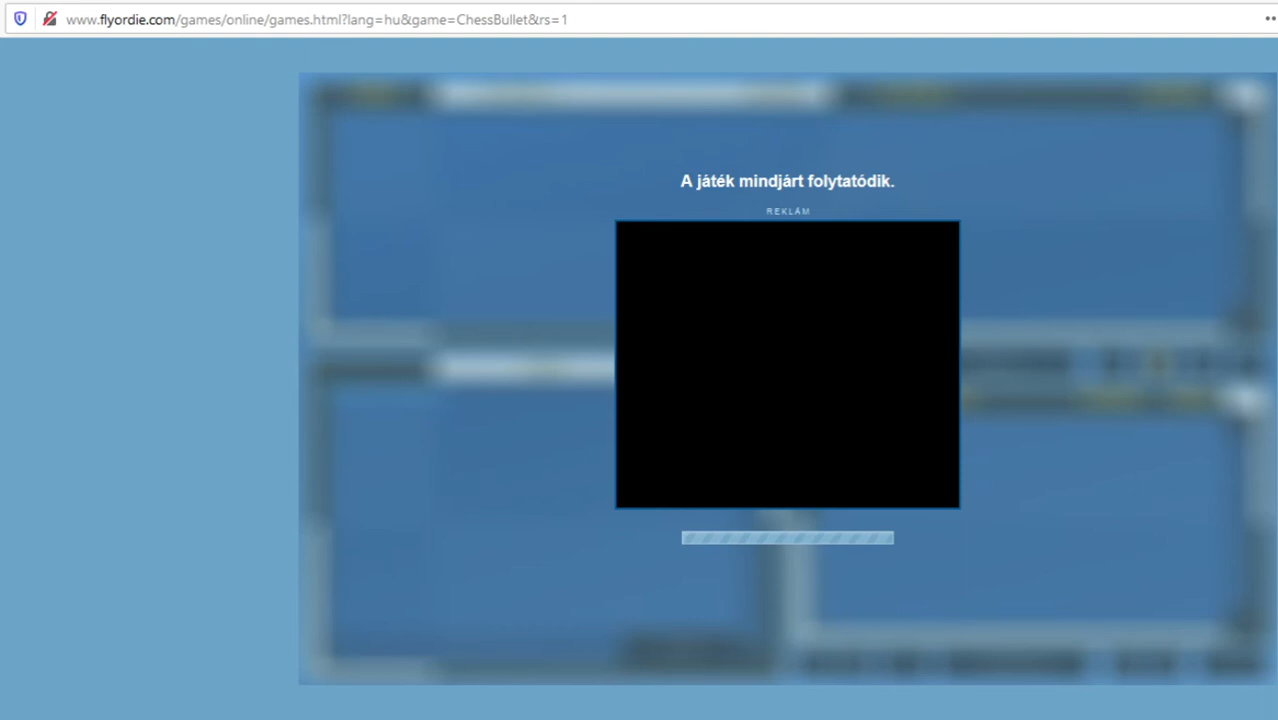 www.flyordie.com/games/online/games.html?lang=hu&game=ChessBullet&rs=1
A játék mindjárt folytatódik.
REKLÁM